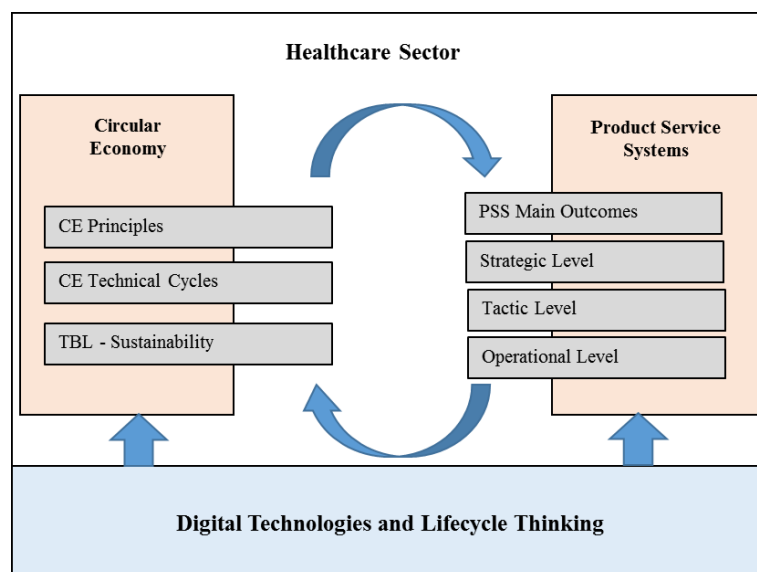 Healthcare Sector
Circular
Economy
CE Principles
CE Technical Cycles
TBL - Sustainability
Product Service
Systems
PSS Main Outcomes
Strategic Level
Tactic Level
Operational Level
Digital Technologies and Lifecycle Thinking